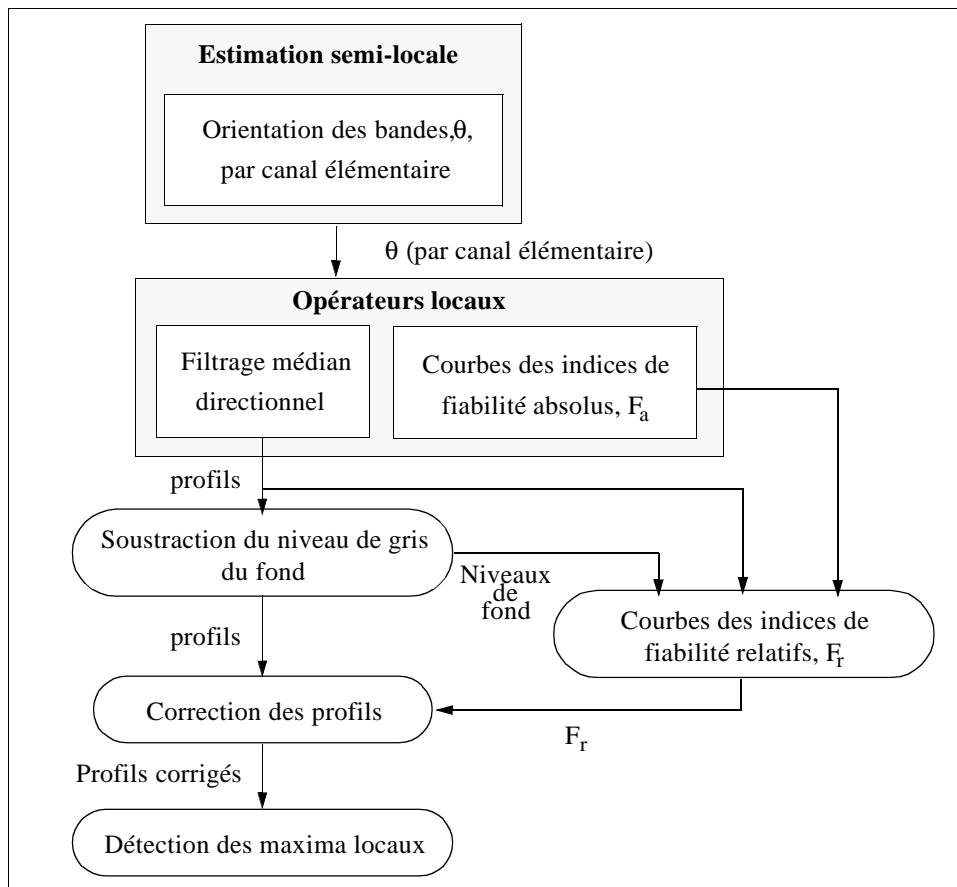 Estimation semi-locale
Orientation des bandes,θ,
par canal élémentaire
θ (par canal élémentaire)
Opérateurs locaux
Filtrage médian
directionnel
Courbes des indices de
fiabilité absolus, Fa
profils
Soustraction du niveau de gris
du fond
Niveaux
de
fond
Courbes des indices de
fiabilité relatifs, Fr
profils
Correction des profils
Fr
Profils corrigés
Détection des maxima locaux